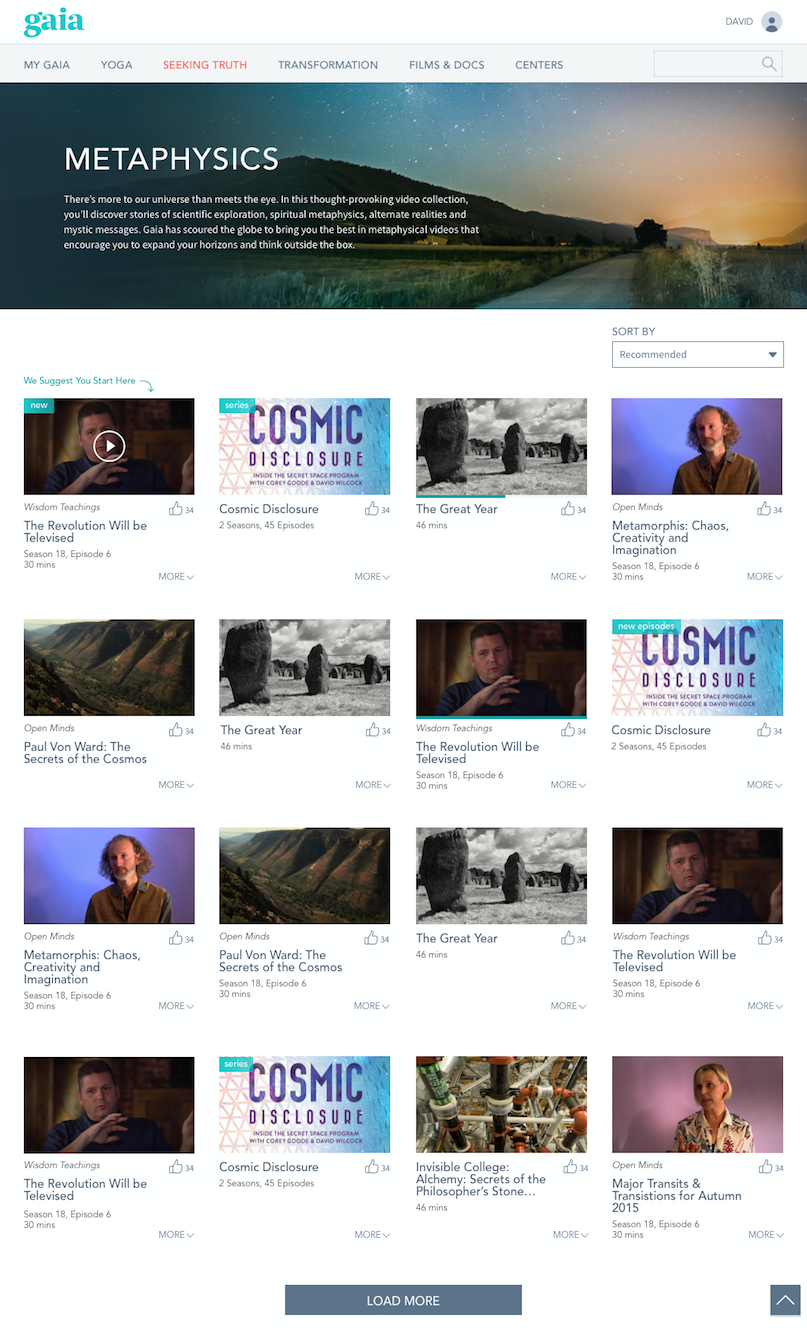 gaia
DAVID
MY GAIA
YOGA
SEEKING TRUTH
TRANSFORMATION
FILMS & DOCS
CENTERS
METAPHYSICS
There's more to our universe than meets the eye. In this thought-provoking video collection,
you'll discover stories of scientific exploration, spiritual metaphysics, alternate realities and
mystic messages. Gaia has scoured the globe to bring you the best in metaphysical videos that
encourage you to expand your horizons and think outside the box.
SORT BY
Recommended
We Suggest You Start Here
new
Wisdom Teachings
34
The Revolution Will be
Televised
Season 18, Episode 6
30 mins
MORE
series
COSMIC
DISCLOSURE
INSIDE THE SECRET SPACE PROGRAM
WITH COREY GOODE & DAVID WILCOCK
Cosmic Disclosure
34
2 Seasons, 45 Episodes
MORE
The Great Year
34
46 mins
MORE
Open Minds
34
Metamorphis: Chaos,
Creativity and
Imagination
Season 18, Episode 6
30 mins
MORE
Open Minds
34
Paul Von Ward: The
Secrets of the Cosmos
MORE
The Great Year
34
46 mins
MORE
Wisdom Teachings
34
The Revolution Will be
Televised
Season 18, Episode 6
30 mins
MORE
new episodes
COSMIC
DISCLOSURE
INSIDE THE SECRET SPACE PROGRAM
WITH COREY GOODE & DAVID WILCOCK
Cosmic Disclosure
34
2 Seasons, 45 Episodes
MORE
Open Minds
34
Metamorphis: Chaos,
Creativity and
Imagination
Season 18, Episode 6
30 mins
MORE
Open Minds
34
Paul Von Ward: The
Secrets of the Cosmos
Season 18, Episode 6
30 mins
MORE
The Great Year
34
46 mins
MORE
Wisdom Teachings
34
The Revolution Will be
Televised
Season 18, Episode 6
30 mins
MORE
Wisdom Teachings
34
The Revolution Will be
Televised
Season 18, Episode 6
30 mins
MORE
series
COSMIC
DISCLOSURE
INSIDE THE SECRET SPACE PROGRAM
WITH COREY GOODE & DAVID WILCOCK
Cosmic Disclosure
34
2 Seasons, 45 Episodes
MORE
Invisible College:
34
Alchemy: Secrets of the
Philosopher's Stone...
46 mins
MORE
Open Minds
34
Major Transits &
Transistions for Autumn
2015
Season 18, Episode 6
30 mins
MORE
LOAD MORE